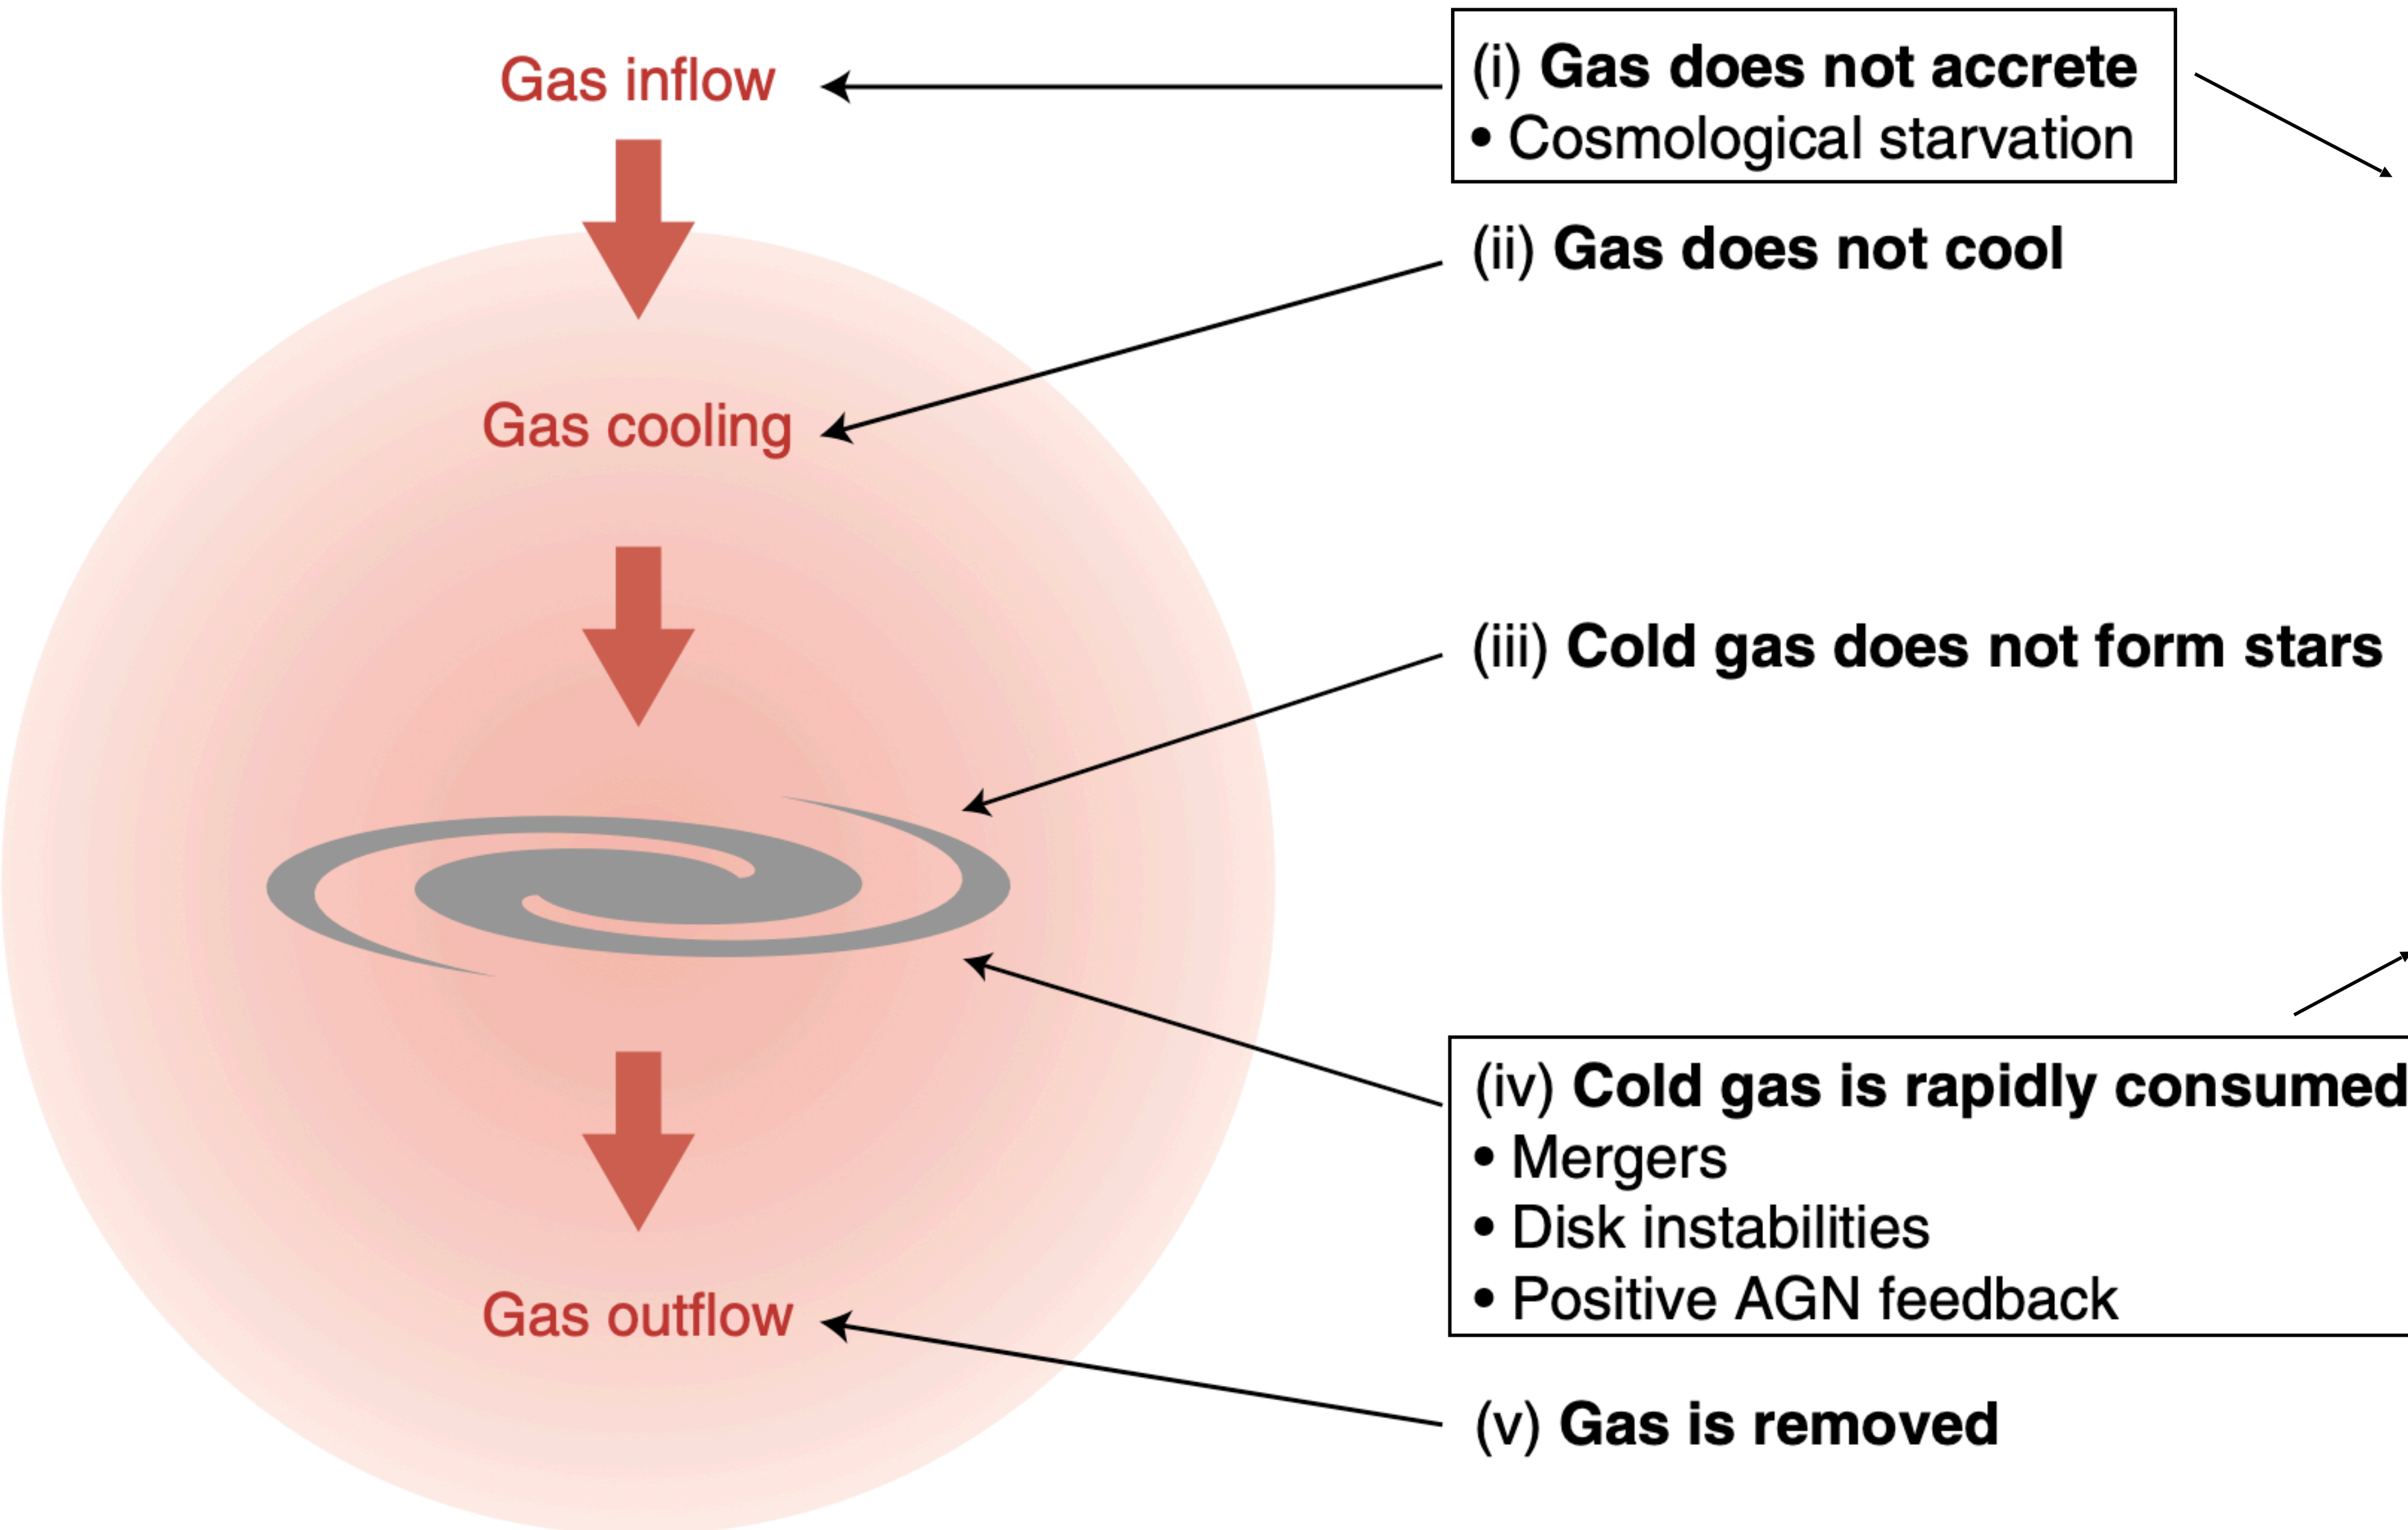 Gas inflow
(i) Gas does not accrete
• Cosmological starvation
(ii) Gas does not cool
Gas cooling
(iii) Cold gas does not form stars
(iv) Cold gas is rapidly consumed
• Mergers
• Disk instabilities
• Positive AGN feedback
Gas outflow
(v) Gas is removed